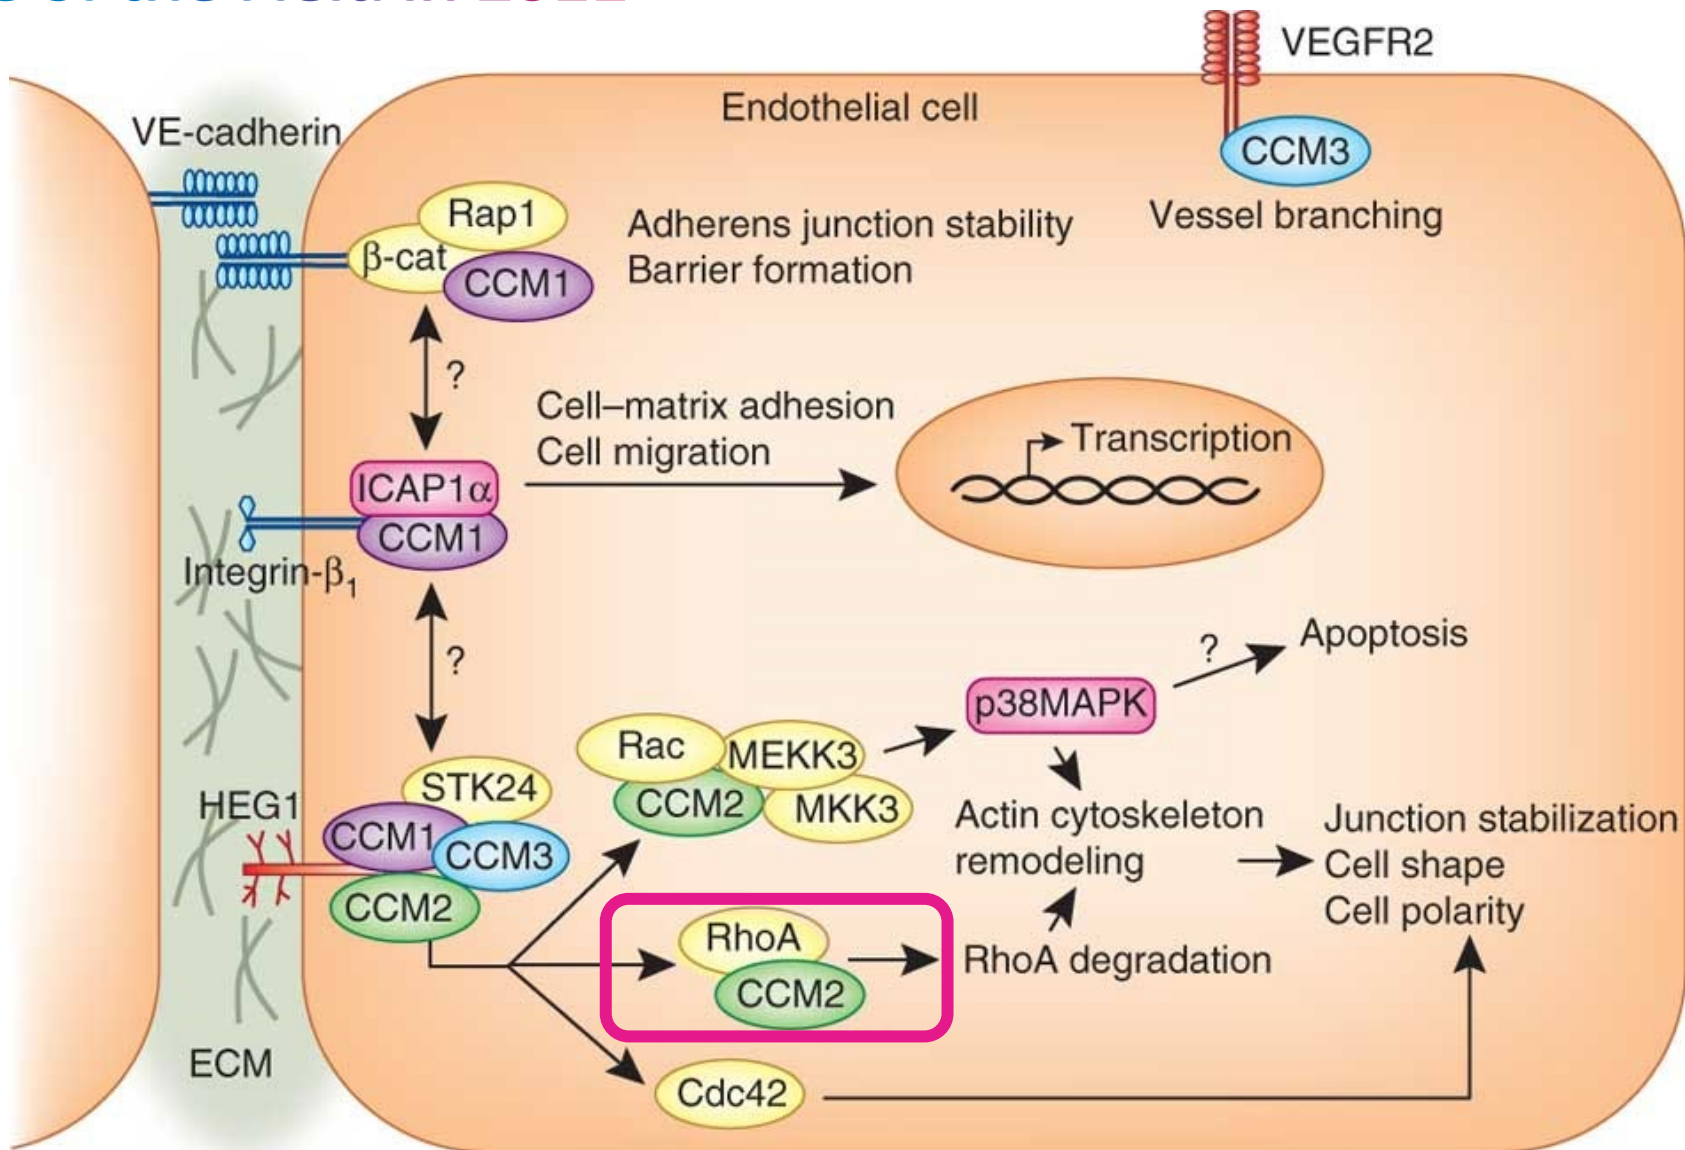 VEGFR2
Endothelial cell
CCM3
Vessel branching
VE-cadherin
Rap1
β-cat
CCM1
Adherens junction stability
Barrier formation
?
Cell–matrix adhesion
Cell migration
Transcription
ICAP1α
CCM1
Integrin-β1
?
Apoptosis
?
p38MAPK
Rac
MEKK3
CCM2
MKK3
STK24
HEG1
CCM1
CCM3
CCM2
Actin cytoskeleton
remodeling
Junction stabilization
Cell shape
Cell polarity
RhoA
CCM2
RhoA degradation
ECM
Cdc42